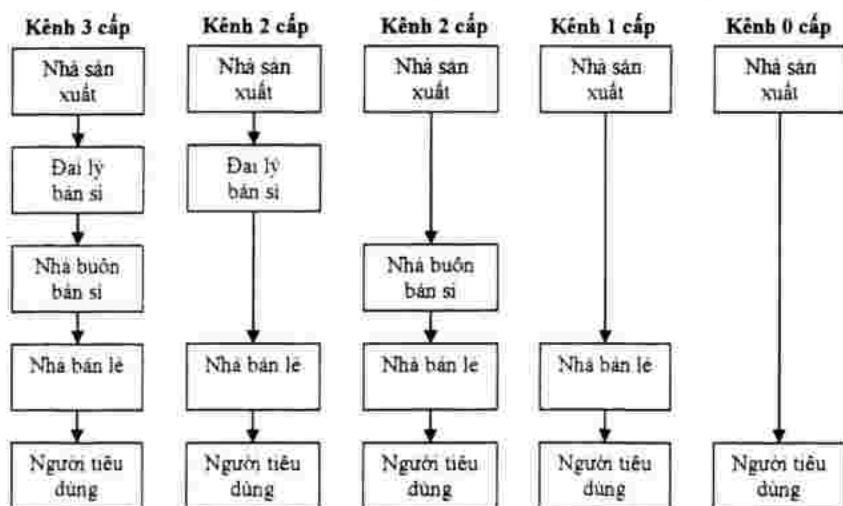 Kênh 3 cấp Kênh 2 cấp Kênh 2 cấp Kênh 1 cấp Kênh 0 cấp
Nhà sản Nhà sản Nhà sản Nhà sản Nhà sản
xuất xuất xuất xuất xuất
Đại lý Đại lý
bán sỉ bán sỉ
Nhà buôn Nhà buôn
bán sỉ bán sỉ
Nhà bán lẻ Nhà bán lẻ Nhà bán lẻ Nhà bán lẻ
Người tiêu Người tiêu Người tiêu Người tiêu Người tiêu
dùng dùng dùng dùng dùng